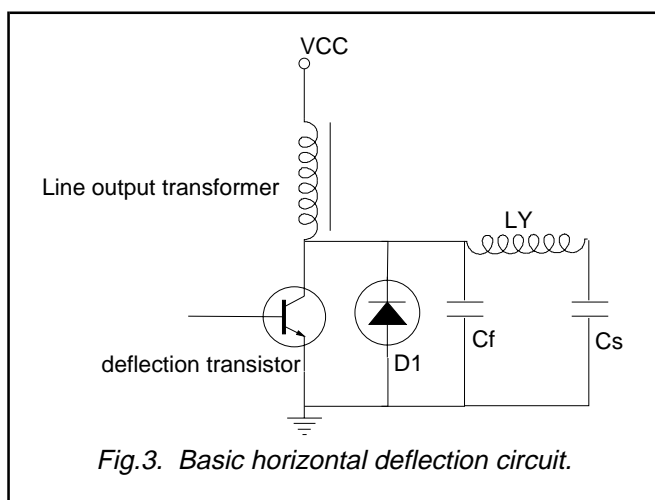 VCC
Line output transformer
LY
Cf
Cs
D1
deflection transistor
Fig.3. Basic horizontal deflection circuit.